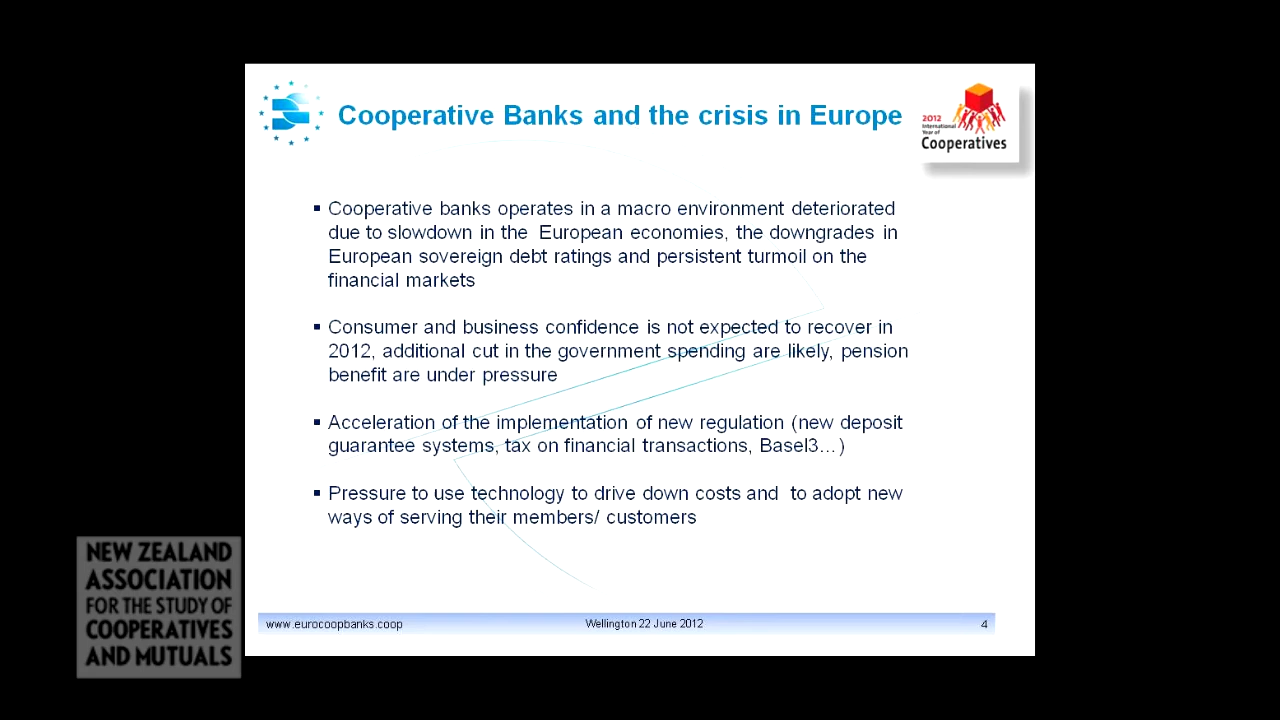 Cooperative Banks and the crisis in Europe
2012
International
Year of
Cooperatives
▪ Cooperative banks operates in a macro environment deteriorated
due to slowdown in the European economies, the downgrades in
European sovereign debt ratings and persistent turmoil on the
financial markets
▪ Consumer and business confidence is not expected to recover in
2012, additional cut in the government spending are likely, pension
benefit are under pressure
▪ Acceleration of the implementation of new regulation (new deposit
guarantee systems, tax on financial transactions, Basel3…)
▪ Pressure to use technology to drive down costs and to adopt new
ways of serving their members/ customers
NEW ZEALAND
ASSOCIATION
FOR THE STUDY OF
COOPERATIVES
AND MUTUALS
www.eurocoopbanks.coop
Wellington 22 June 2012
4